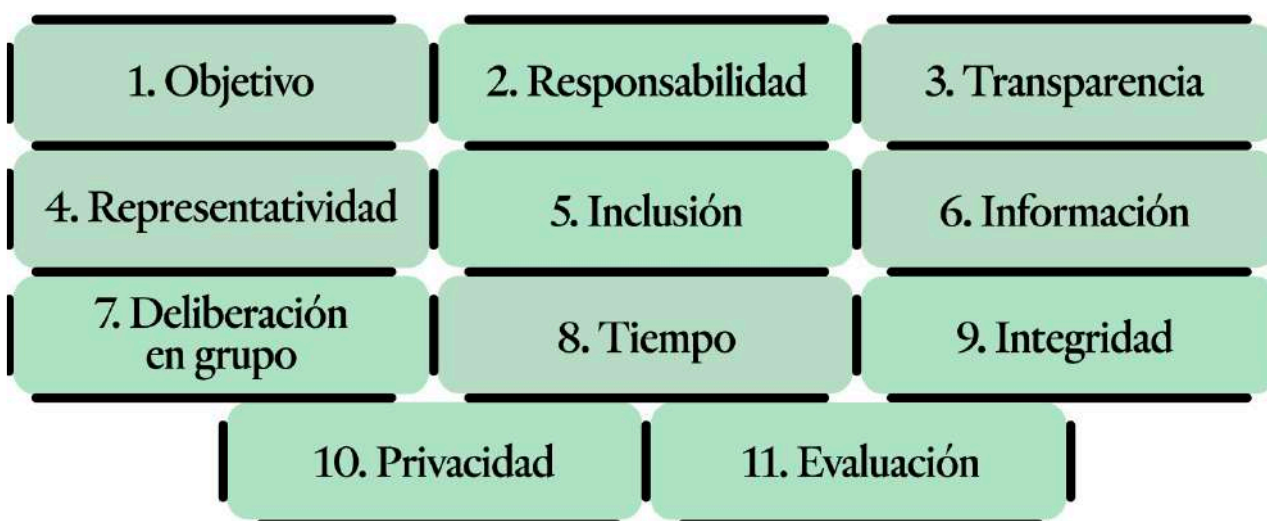 1. Objetivo
2. Responsabilidad
3. Transparencia
4. Representatividad
5. Inclusión
6. Información
7. Deliberación
en grupo
8. Tiempo
9. Integridad
10. Privacidad
11. Evaluación